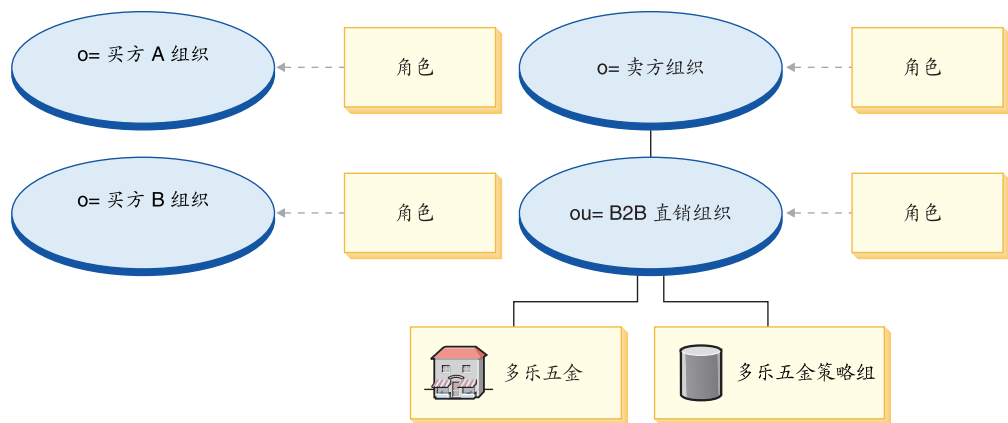 o= 买方 A 组织
角色
o= 卖方组织
角色
o= 买方 B 组织
角色
ou= B2B 直销组织
角色
多乐五金
多乐五金策略组